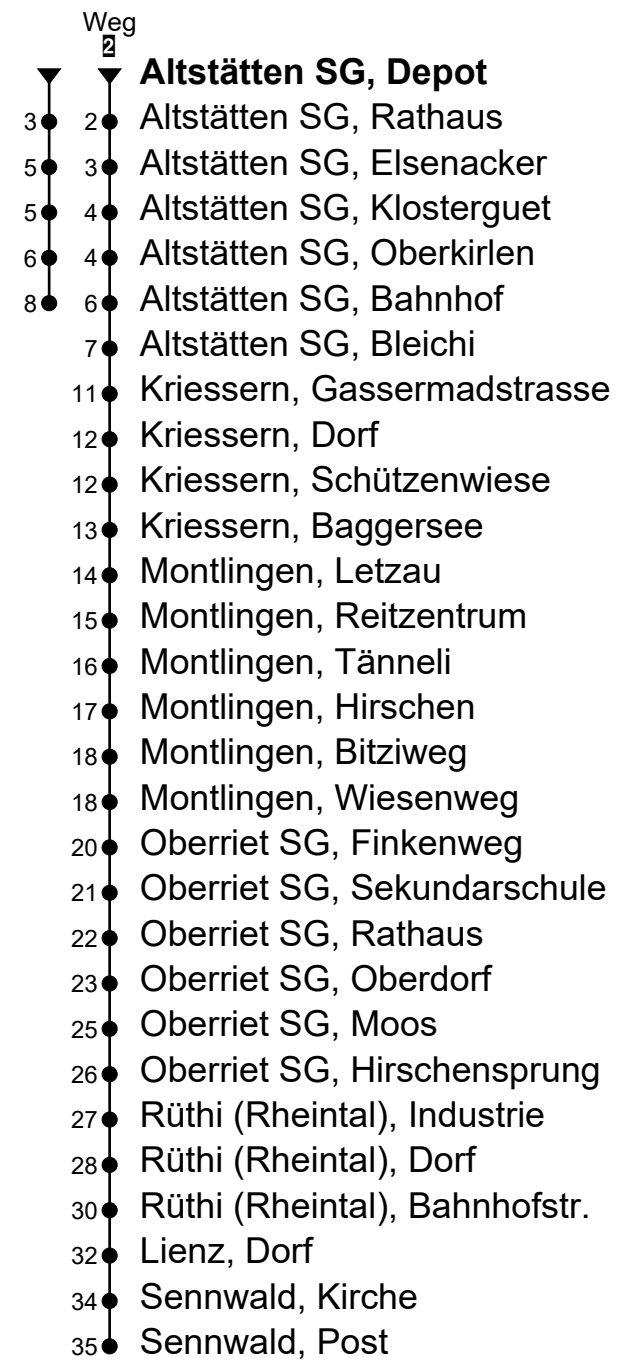 Weg
2
Altstätten SG, Depot
3 2 Altstätten SG, Rathaus
5 3 Altstätten SG, Elsenacker
5 4 Altstätten SG, Klosterguet
6 4 Altstätten SG, Oberkirlen
8 6 Altstätten SG, Bahnhof
7 Altstätten SG, Bleichi
11 Kriessern, Gassermadstrasse
12 Kriessern, Dorf
12 Kriessern, Schützenwiese
13 Kriessern, Baggersee
14 Montlingen, Letzau
15 Montlingen, Reitzentrum
16 Montlingen, Tänneli
17 Montlingen, Hirschen
18 Montlingen, Bitziweg
18 Montlingen, Wiesenweg
20 Oberriet SG, Finkenweg
21 Oberriet SG, Sekundarschule
22 Oberriet SG, Rathaus
23 Oberriet SG, Oberdorf
25 Oberriet SG, Moos
26 Oberriet SG, Hirschensprung
27 Rüthi (Rheintal), Industrie
28 Rüthi (Rheintal), Dorf
30 Rüthi (Rheintal), Bahnhofstr.
32 Lienz, Dorf
34 Sennwald, Kirche
35 Sennwald, Post